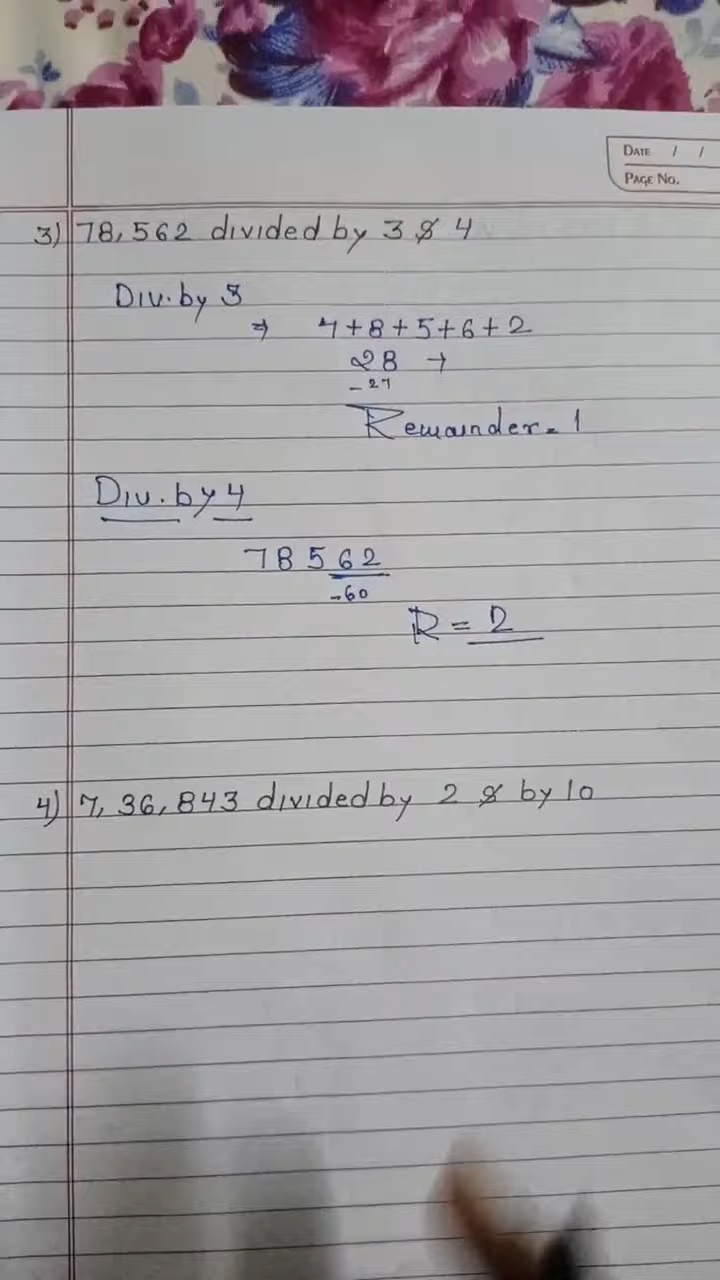 DATE / /
PAGE NO.
3) 78,562 divided by 3 & 4
Div. by 3
⇒ 7+8+5+6+2
28 →
-27
Remainder = 1
Div. by 4
78562
-60
R = 2
4) 7,36,843 divided by 2 & by 10